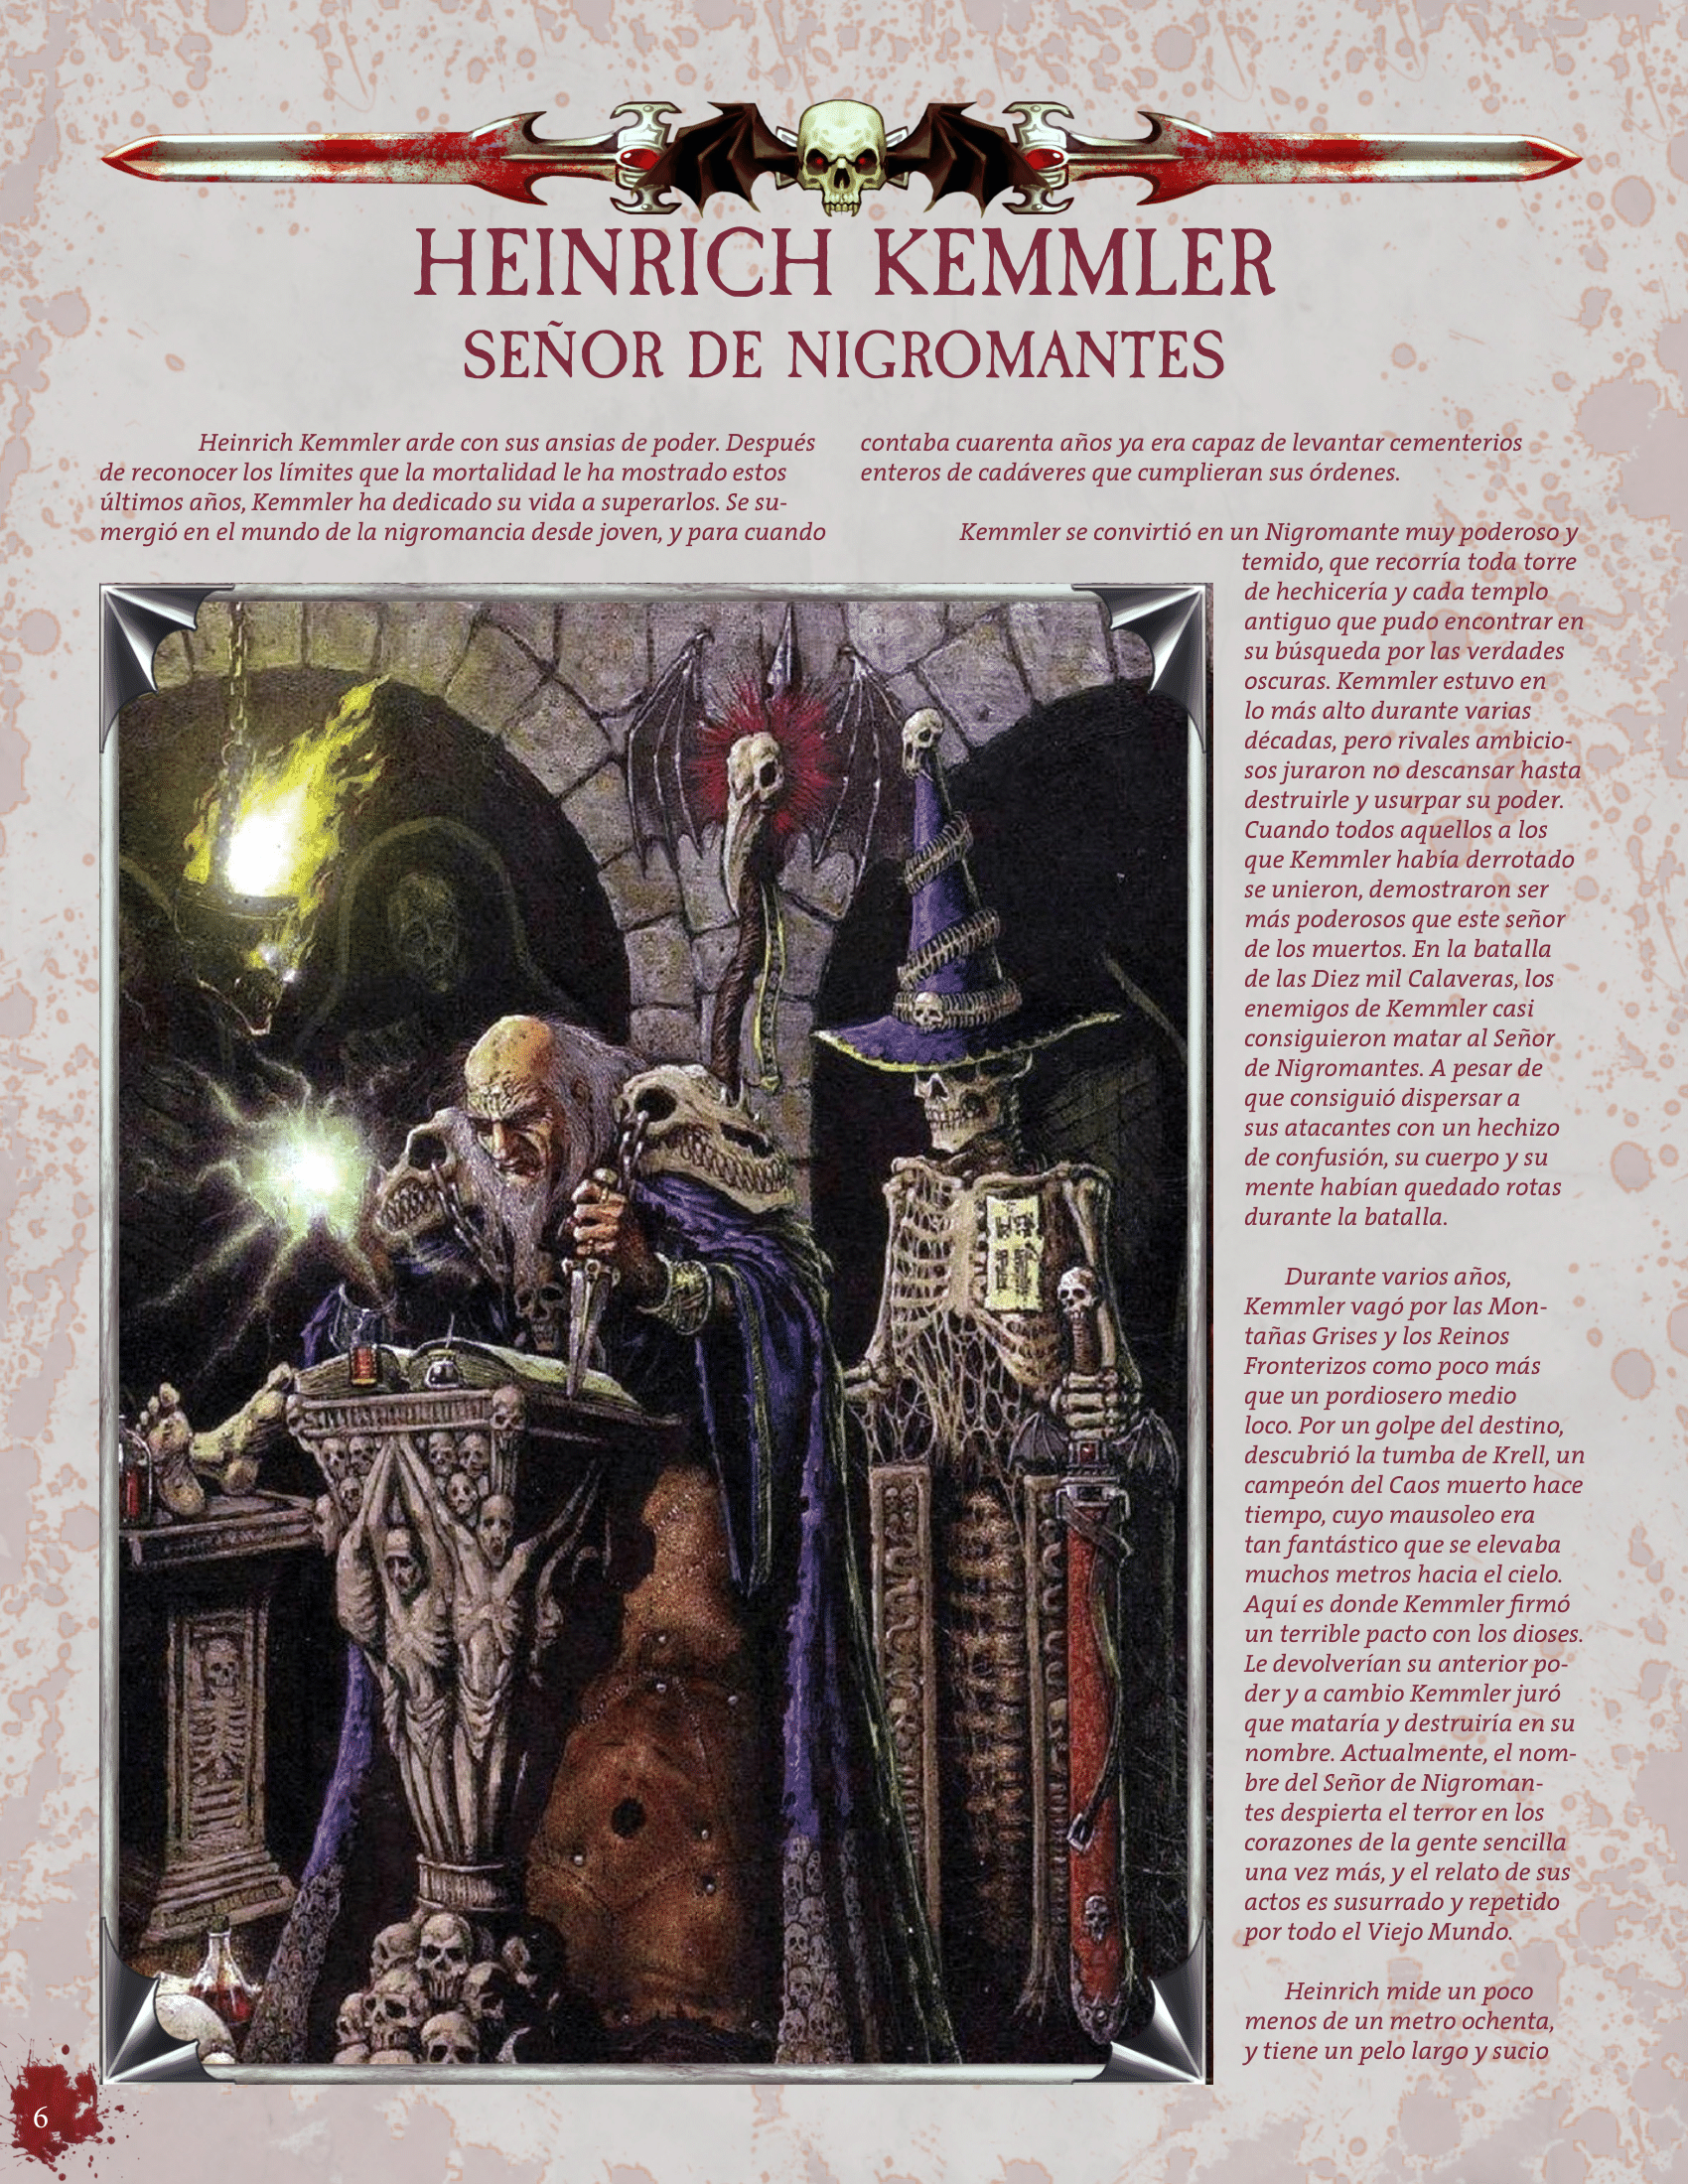 HEINRICH KEMMLER
SEÑOR DE NIGROMANTES
Heinrich Kemmler arde con sus ansias de poder. Después
de reconocer los límites que la mortalidad le ha mostrado estos
últimos años, Kemmler ha dedicado su vida a superarlos. Se su-
mergió en el mundo de la nigromancia desde joven, y para cuando
contaba cuarenta años ya era capaz de levantar cementerios
enteros de cadáveres que cumplieran sus órdenes.
Kemmler se convirtió en un Nigromante muy poderoso y
temido, que recorría toda torre
de hechicería y cada templo
antiguo que pudo encontrar en
su búsqueda por las verdades
oscuras. Kemmler estuvo en
lo más alto durante varias
décadas, pero rivales ambicio-
sos juraron no descansar hasta
destruirle y usurpar su poder.
Cuando todos aquellos a los
que Kemmler había derrotado
se unieron, demostraron ser
más poderosos que este señor
de los muertos. En la batalla
de las Diez mil Calaveras, los
enemigos de Kemmler casi
consiguieron matar al Señor
de Nigromantes. A pesar de
que consiguió dispersar a
sus atacantes con un hechizo
de confusión, su cuerpo y su
mente habían quedado rotas
durante la batalla.
Durante varios años,
Kemmler vagó por las Mon-
tañas Grises y los Reinos
Fronterizos como poco más
que un pordiosero medio
loco. Por un golpe del destino,
descubrió la tumba de Krell, un
campeón del Caos muerto hace
tiempo, cuyo mausoleo era
tan fantástico que se elevaba
muchos metros hacia el cielo.
Aquí es donde Kemmler firmó
un terrible pacto con los dioses.
Le devolverían su anterior po-
der y a cambio Kemmler juró
que mataría y destruiría en su
nombre. Actualmente, el nom-
bre del Señor de Nigroman-
tes despierta el terror en los
corazones de la gente sencilla
una vez más, y el relato de sus
actos es susurrado y repetido
por todo el Viejo Mundo.
Heinrich mide un poco
menos de un metro ochenta,
y tiene un pelo largo y sucio
6